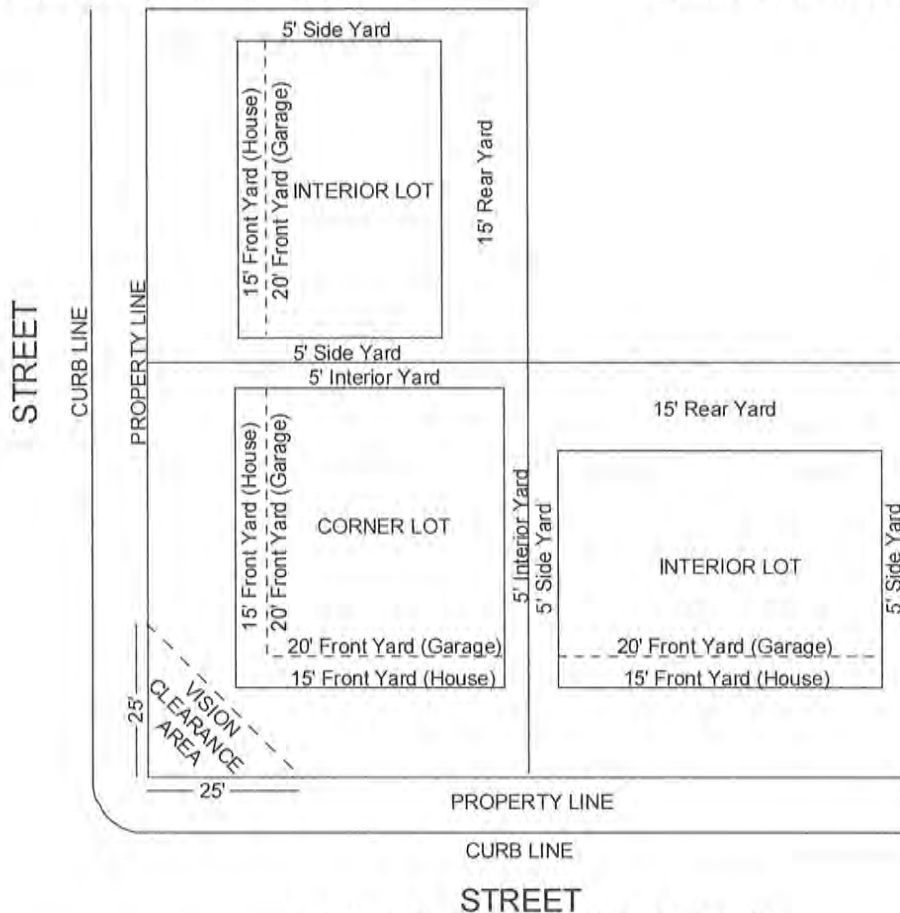 5' Side Yard
15' Front Yard (House)
20' Front Yard (Garage)
INTERIOR LOT
15' Rear Yard
5' Side Yard
STREET
CURB LINE
PROPERTY LINE
5' Interior Yard
15' Front Yard (House)
20' Front Yard (Garage)
CORNER LOT
20' Front Yard (Garage)
15' Front Yard (House)
5' Interior Yard
15' Rear Yard
5' Side Yard
INTERIOR LOT
5' Side Yard
20' Front Yard (Garage)
15' Front Yard (House)
25'
VISION
CLEARANCE
AREA
25'
PROPERTY LINE
CURB LINE
STREET